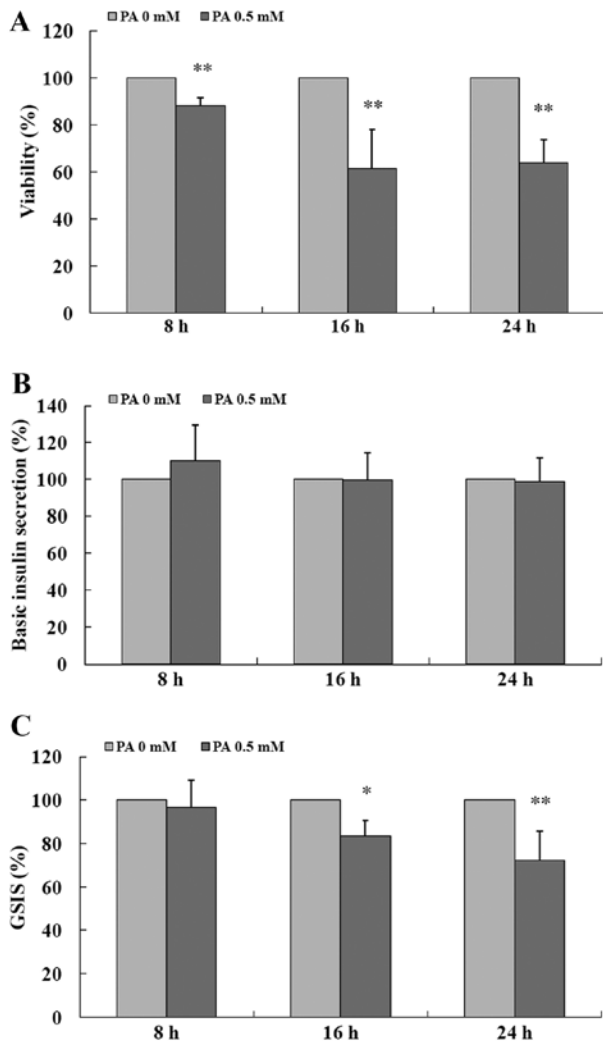 A
PA 0 mM PA 0.5 mM
120
100
80
60
40
20
0
Viability (%)
**
**
**
8 h 16 h 24 h
B
PA 0 mM PA 0.5 mM
140
120
100
80
60
40
20
0
Basic insulin secretion (%)
8 h 16 h 24 h
C
PA 0 mM PA 0.5 mM
120
100
80
60
40
20
0
GSIS (%)
*
**
8 h 16 h 24 h